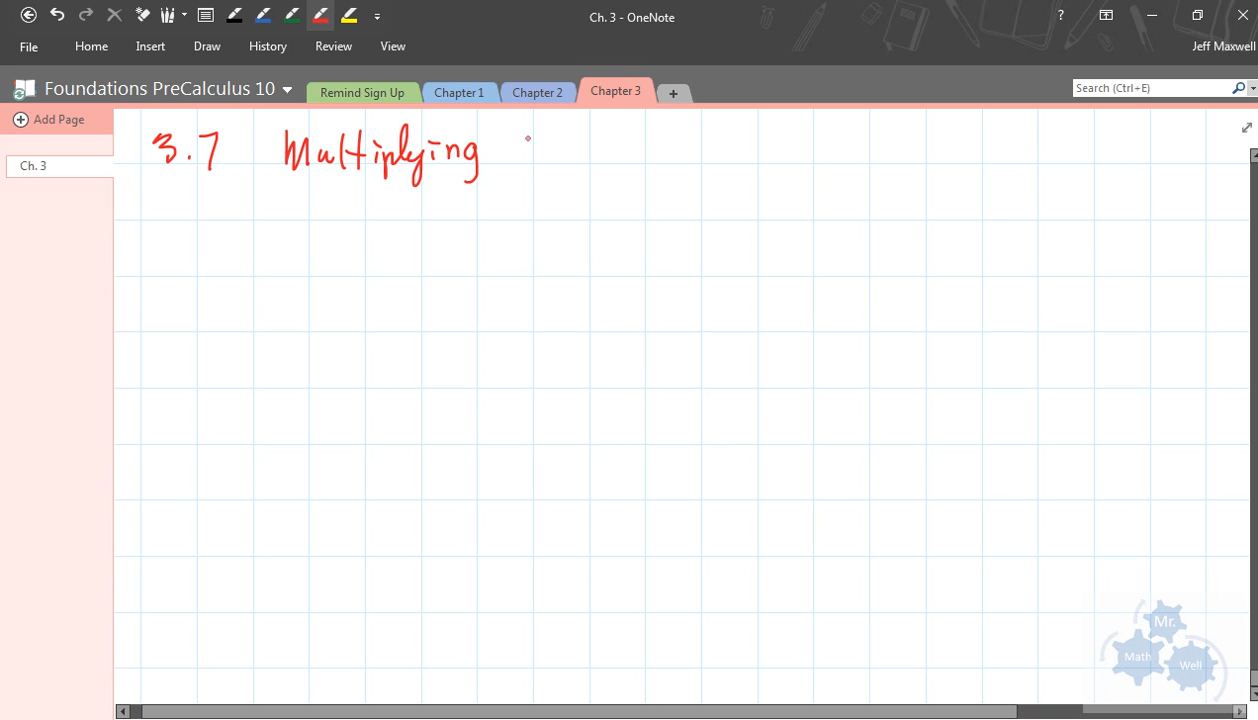 Ch. 3 - OneNote
?
Jeff Maxwell
File Home Insert Draw History Review View
Foundations PreCalculus 10
Remind Sign Up Chapter 1 Chapter 2 Chapter 3 +
Search (Ctrl+E)
Add Page
Ch. 3
3.7 Multiplying
Mr.
Math
Well